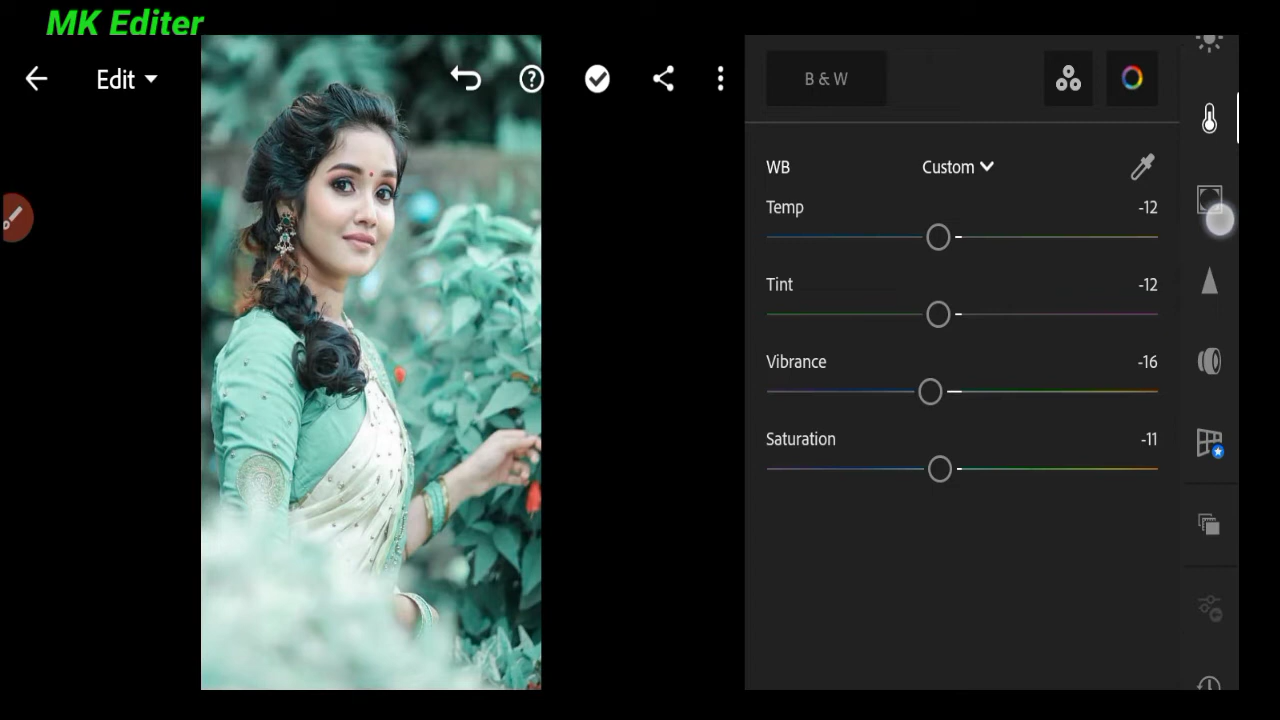 MK Editer
Edit
B & W
WB Custom
Temp -12
Tint -12
Vibrance -16
Saturation -11